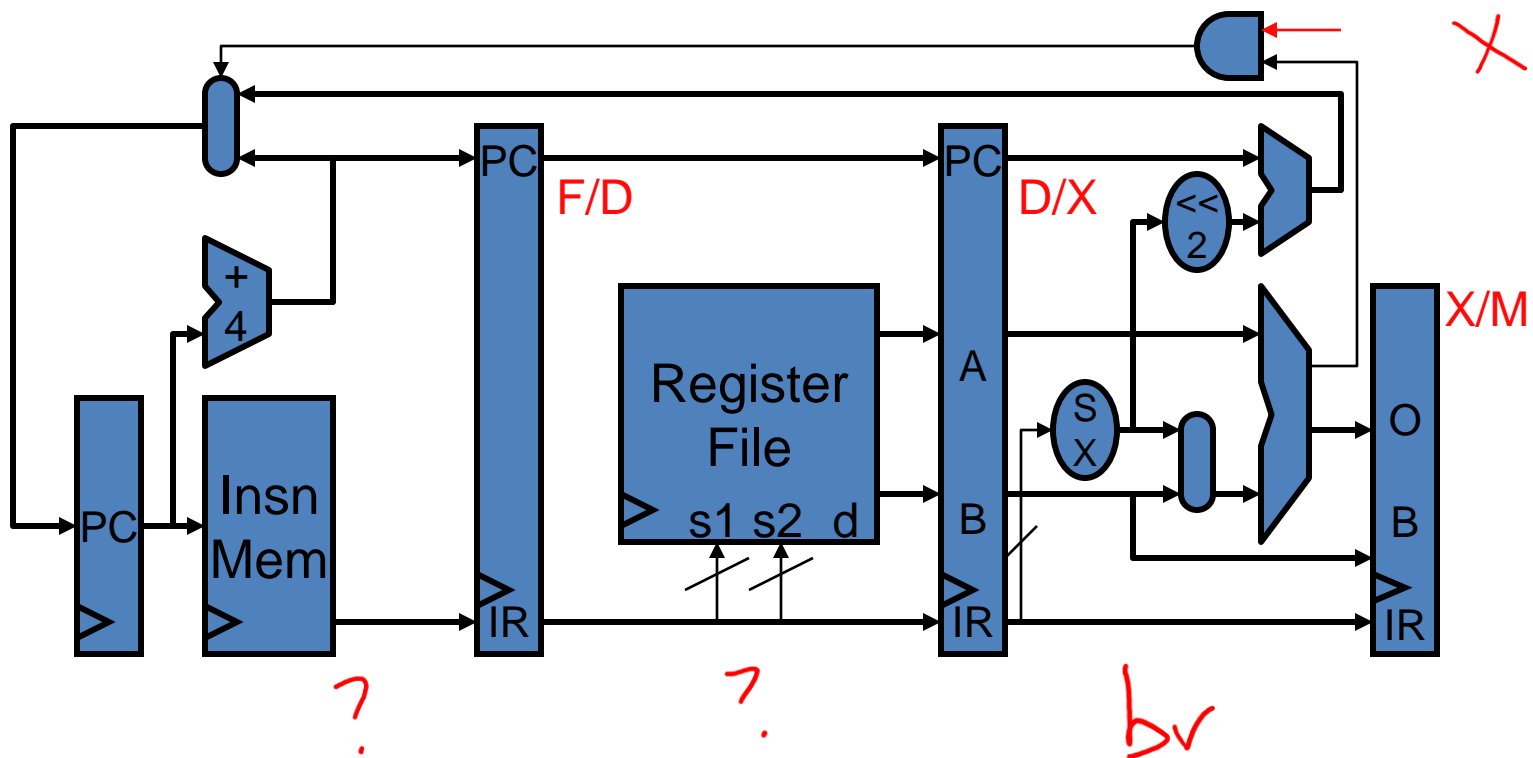 X
PC
F/D
PC
D/X
<<
2
+
4
X/M
Register
File
A
S
X
O
Insn
Mem
PC
s1 s2 d
B
B
IR
IR
IR
?
?
br